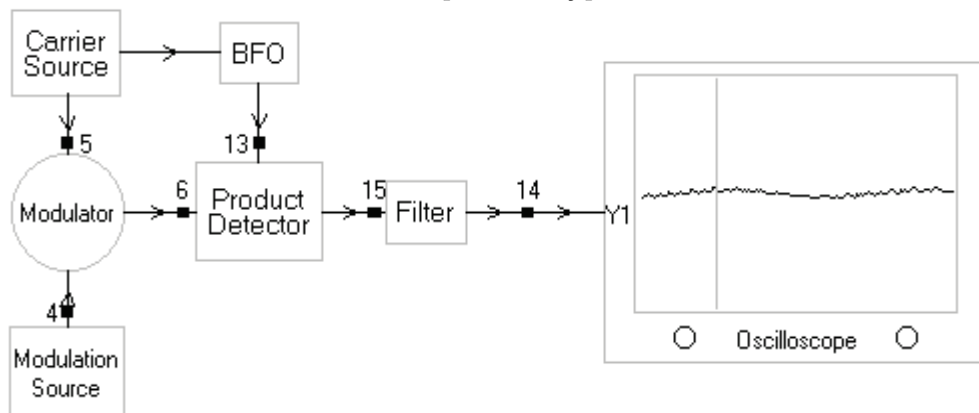 Carrier
Source
BFO
5
13
6
Modulator
Product
Detector
15
Filter
14
Y1
4
Modulation
Source
Oscilloscope